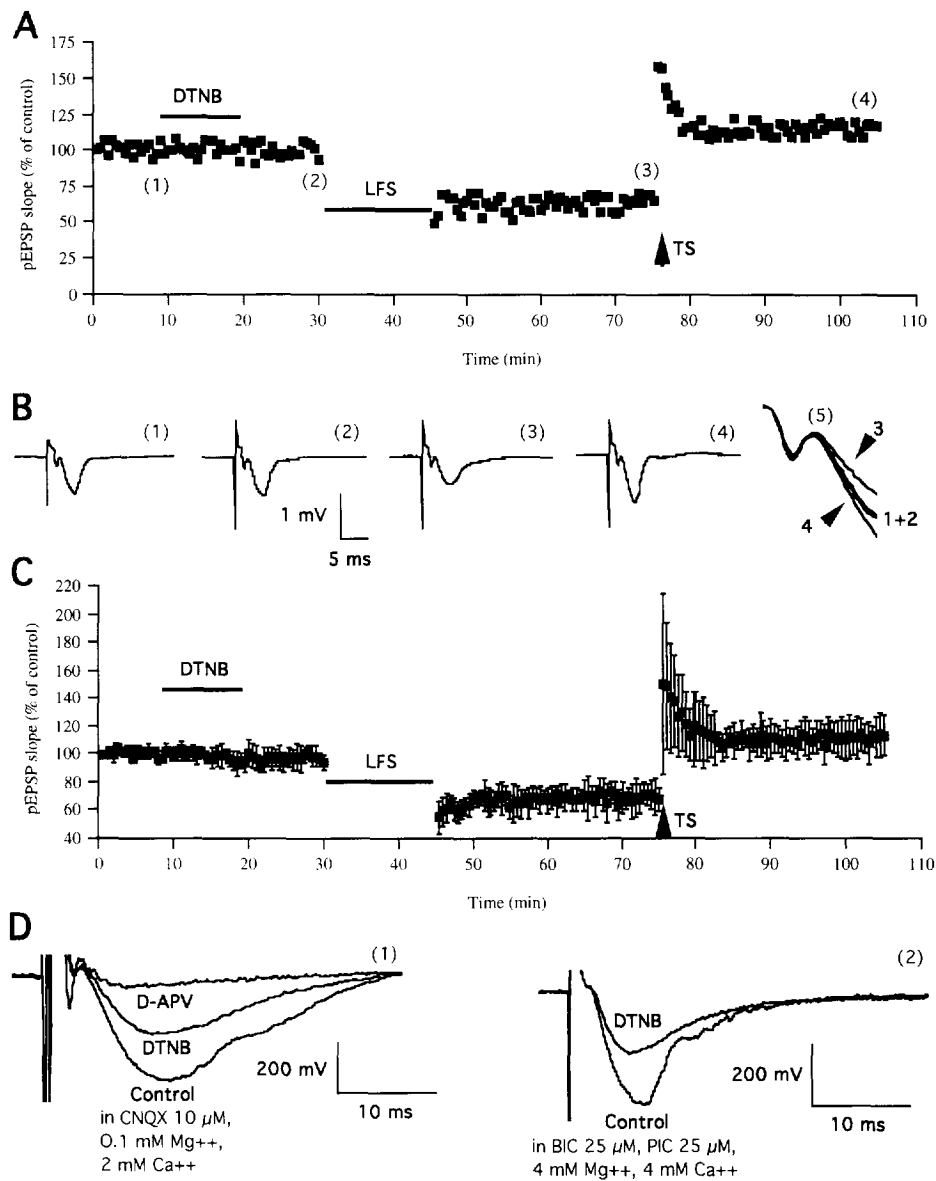 A
175
150
125
100
75
50
25
0
pEPSP slope (% of control)
DTNB
(1)
(2)
LFS
(3)
TS
(4)
0 10 20 30 40 50 60 70 80 90 100 110
Time (min)
B
(1)
(2)
(3)
(4)
(5)
3
4
1+2
1 mV
5 ms
C
220
200
180
160
140
120
100
80
60
40
pEPSP slope (% of control)
DTNB
LFS
TS
0 10 20 30 40 50 60 70 80 90 100 110
Time (min)
D
(1)
D-APV
DTNB
Control
in CNQX 10 µM,
0.1 mM Mg++,
2 mM Ca++
200 mV
10 ms
(2)
DTNB
Control
in BIC 25 µM, PIC 25 µM,
4 mM Mg++, 4 mM Ca++
200 mV
10 ms